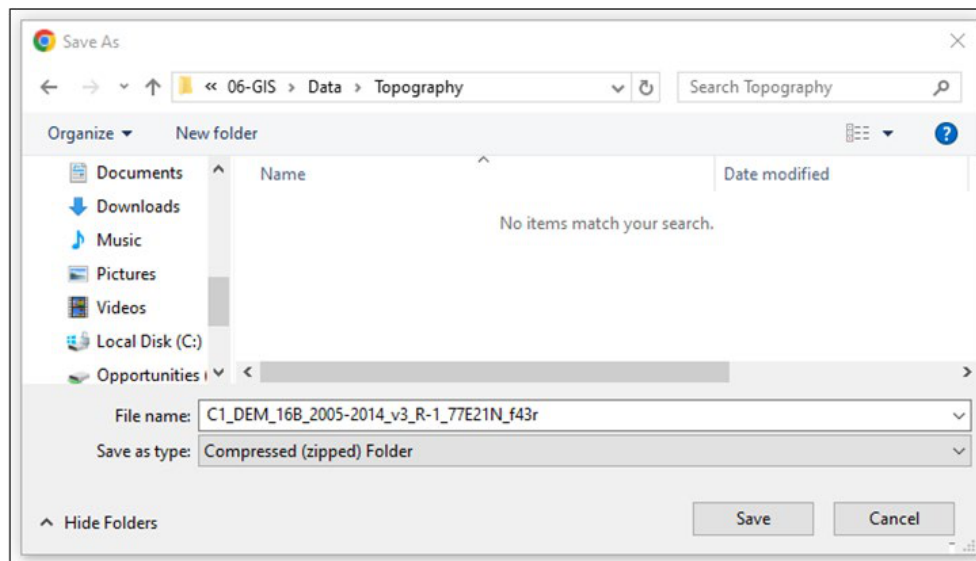 Save As
« 06-GIS > Data > Topography
Search Topography
Organize
New folder
Documents
Downloads
Music
Pictures
Videos
Local Disk (C:)
Opportunities (
Name
Date modified
No items match your search.
File name: C1_DEM_16B_2005-2014_v3_R-1_77E21N_f43r
Save as type: Compressed (zipped) Folder
Hide Folders
Save
Cancel